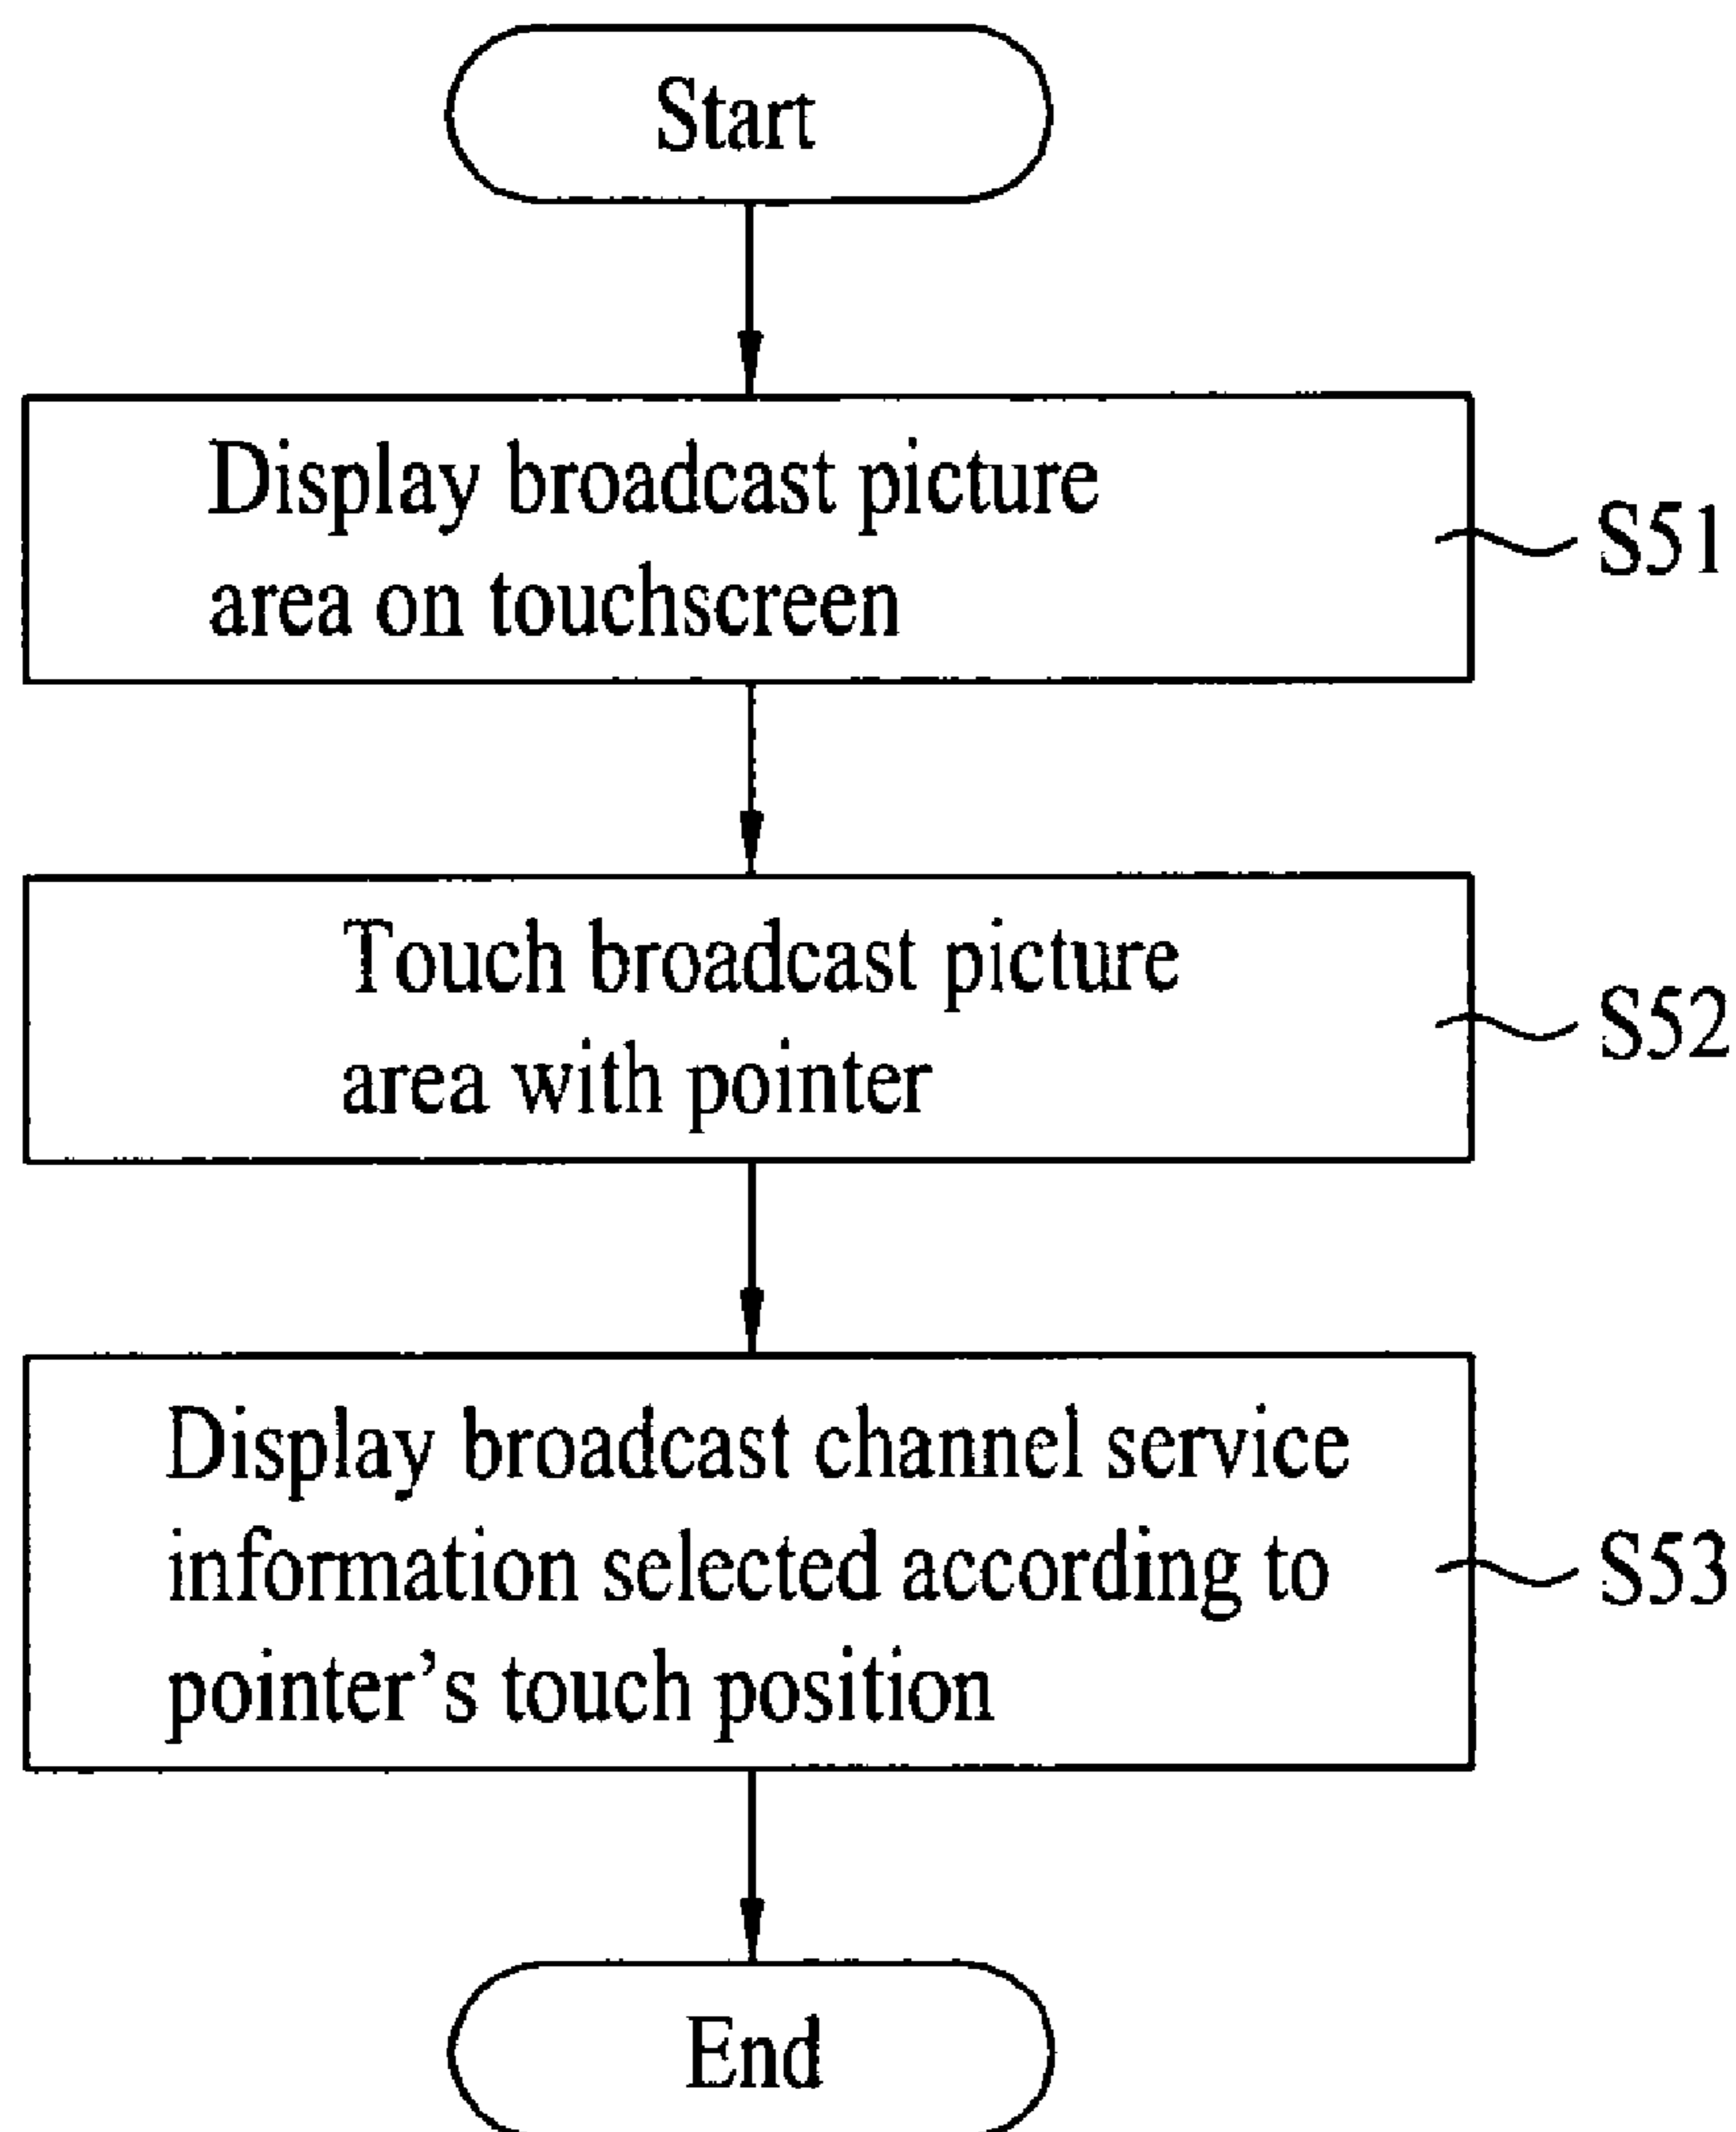 Start
Display broadcast picture
area on touchscreen
S51
Touch broadcast picture
area with pointer
S52
Display broadcast channel service
information selected according to
pointer’s touch position
S53
End